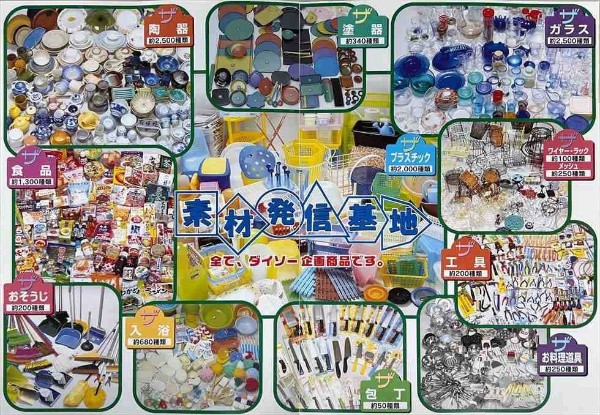 ザ
陶器
約2,500種類
ザ
塗器
約340種類
ザ
ガラス
約2,500種類
ザ
食品
約1,300種類
ザ
プラスチック
約2,000種類
ザ
ワイヤー・ラック
約100種類
メッシュ
約250種類
素材発信基地
全て、ダイソー企画商品です。
ザ
工具
約200種類
ザ
おそうじ
約200種類
ザ
入浴
約680種類
ザ
包丁
約50種類
ザ
お料理道具
約250種類